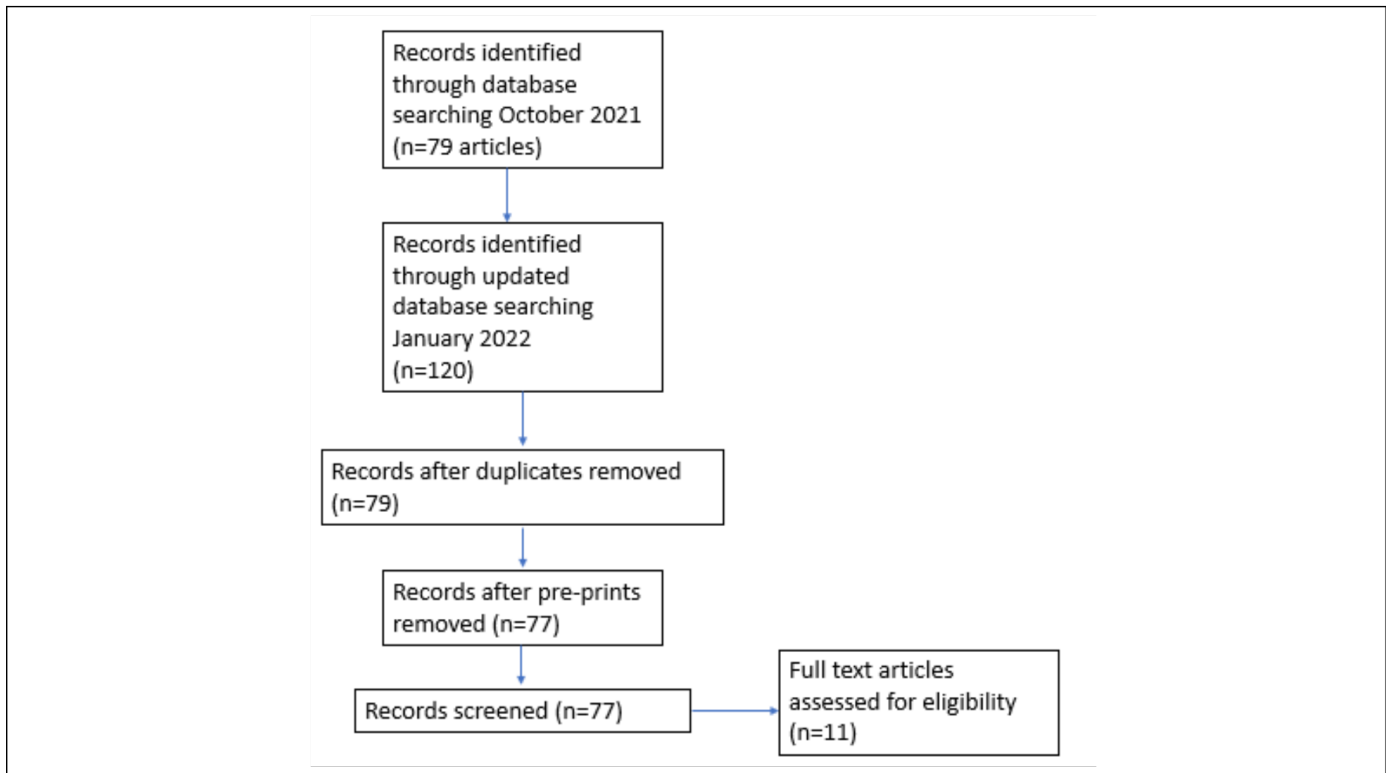 Records identified
through database
searching October 2021
(n=79 articles)
Records identified
through updated
database searching
January 2022
(n=120)
Records after duplicates removed
(n=79)
Records after pre-prints
removed (n=77)
Records screened (n=77)
Full text articles
assessed for eligibility
(n=11)